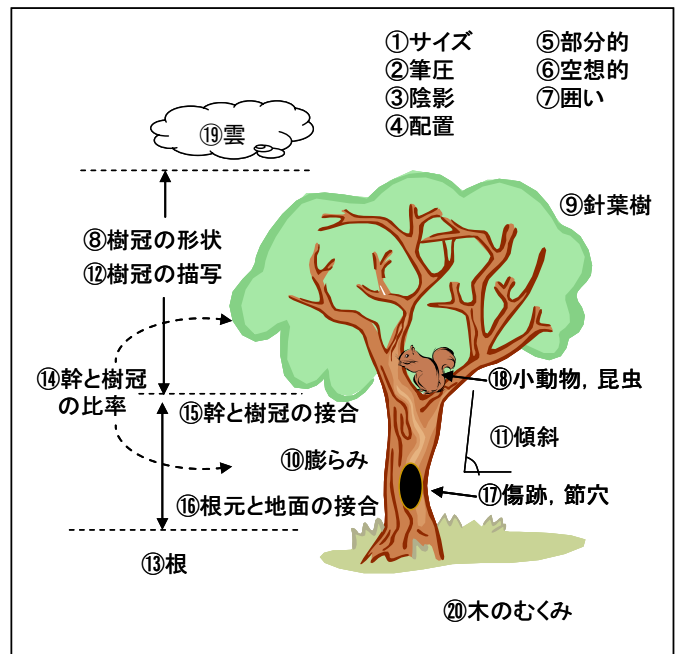 ①サイズ
②筆圧
③陰影
④配置
⑤部分的
⑥空想的
⑦囲い
⑲雲
⑨針葉樹
⑧樹冠の形状
⑫樹冠の描写
⑭幹と樹冠
の比率
⑱小動物，昆虫
⑮幹と樹冠の接合
⑪傾斜
⑩膨らみ
⑰傷跡，節穴
⑯根元と地面の接合
⑬根
⑳木のむくみ